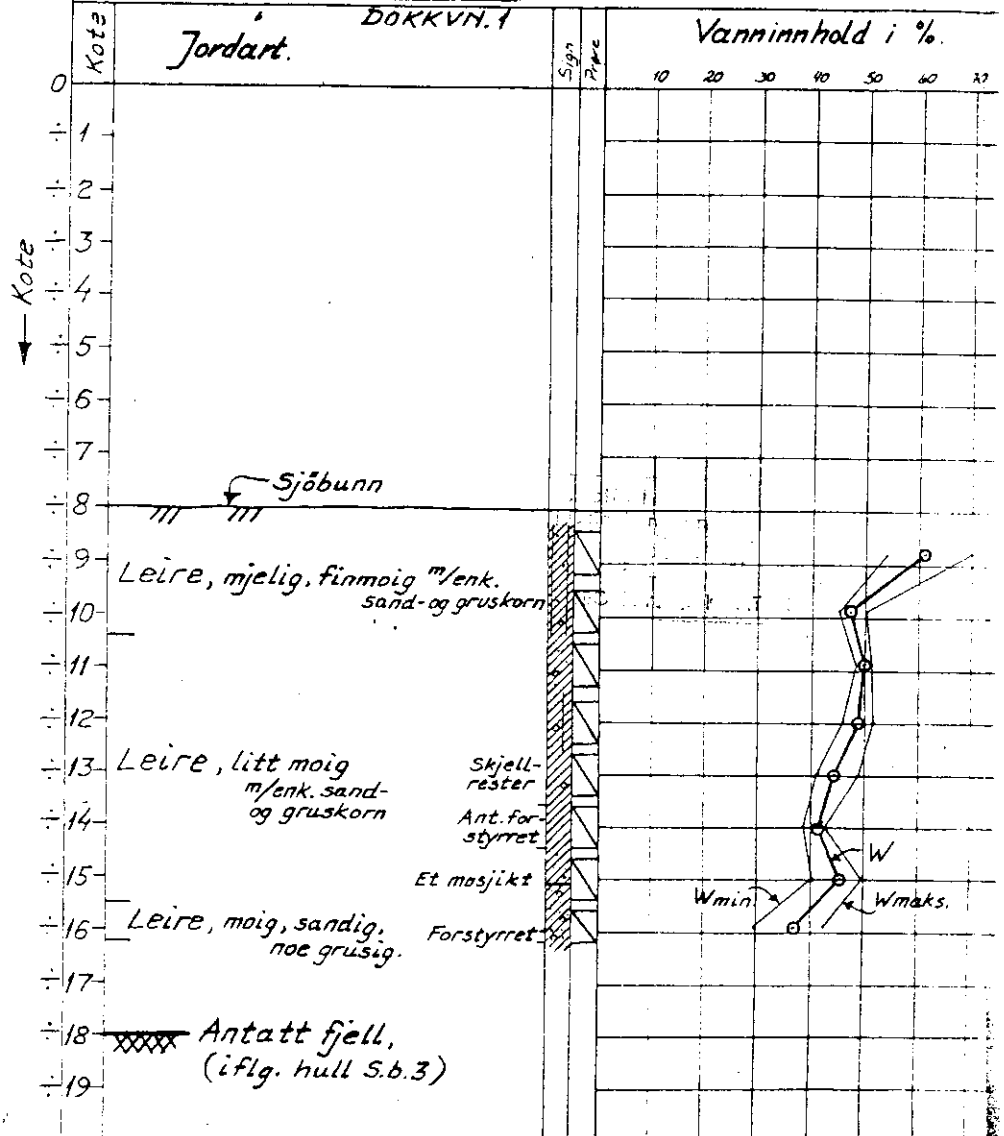 DOKKVN.1
Kote
Jordart.
Sign
Prøve
Vanninnhold i %.
10 20 30 40 50 60
0
÷1
÷2
÷3
÷4
← Kote
÷5
÷6
÷7
Sjöbunn
÷8
÷9
Leire, mjelig, finmoig m/enk.
sand- og gruskorn
÷10
÷11
÷12
÷13
Leire, litt moig
m/enk. sand-
og gruskorn
Skjell-
rester
÷14
Ant. for-
styrret
W
÷15
Et mosjikt
Wmin.
Wmaks.
÷16
Leire, moig, sandig,
noe grusig.
Forstyrret
÷17
÷18
Antatt fjell,
(iflg. hull S.b.3)
÷19